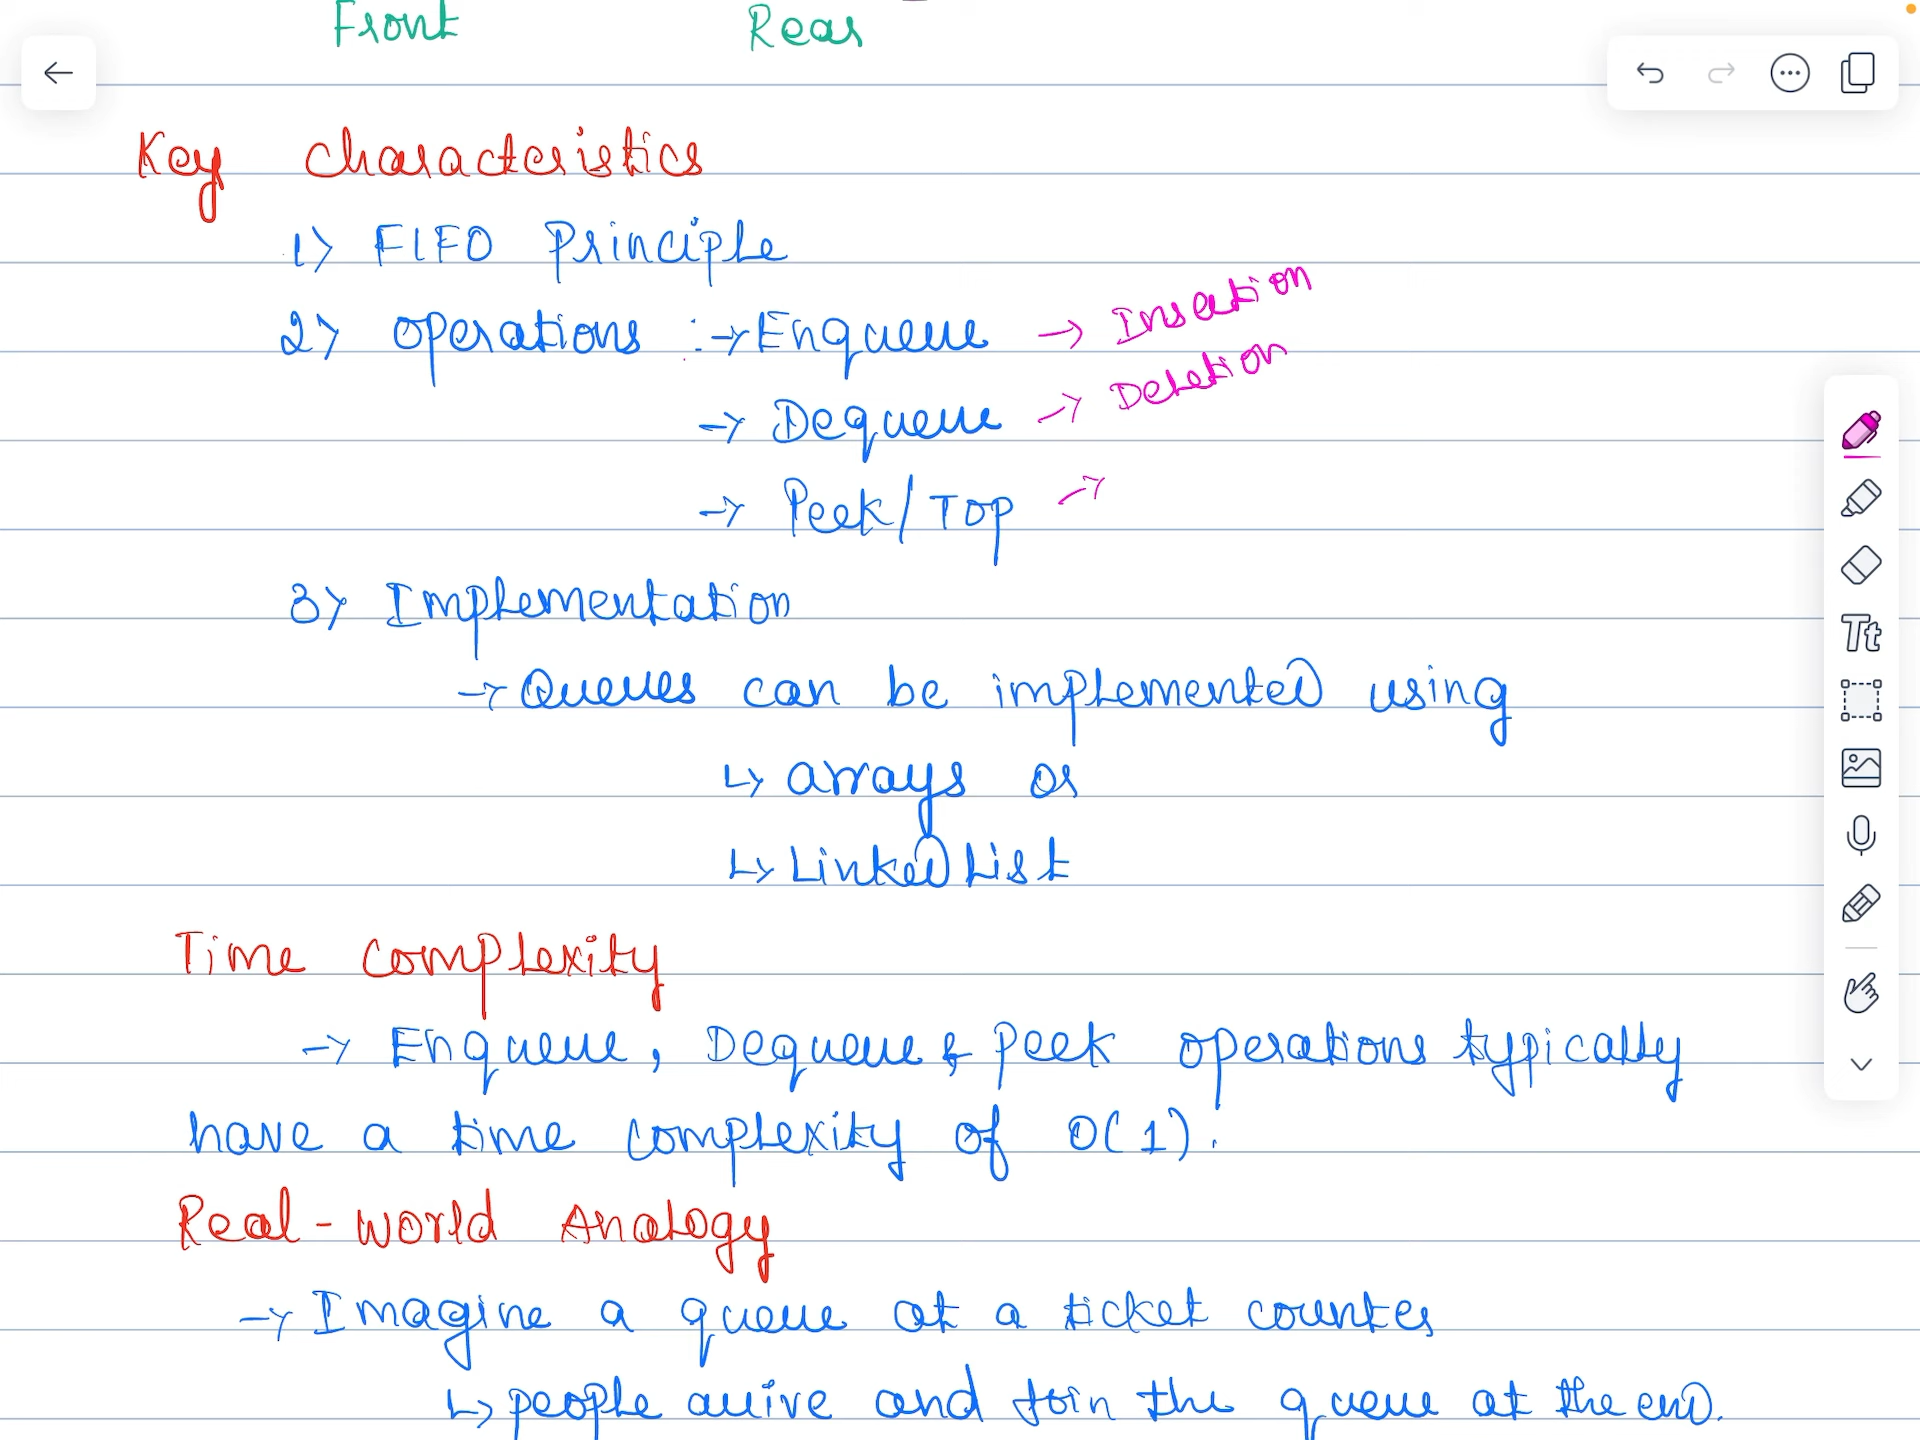 Front Rear
Key characteristics
1) FIFO Principle
2) operations :→ Enqueue → Insertion
→ Dequeue → Deletion
→ Peek/Top →
3) Implementation
→ Queues can be implemented using
↳ arrays or
↳ Linked List
Time complexity
→ Enqueue, Dequeue & peek operations typically
have a time complexity of O(1).
Real-world Analogy
→ Imagine a queue at a ticket counter
↳ people arrive and join the queue at the end.
Tt